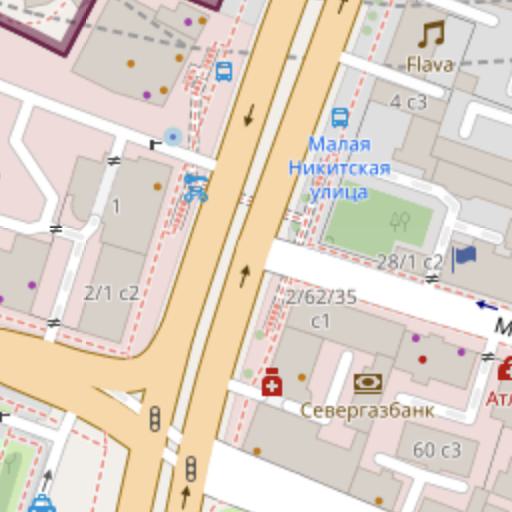 Flava
4 с3
Малая
Никитская
улица
1
28/1 с2
2/1 с2
2/62/35
с1
М
Атл
Севергазбанк
60 с3